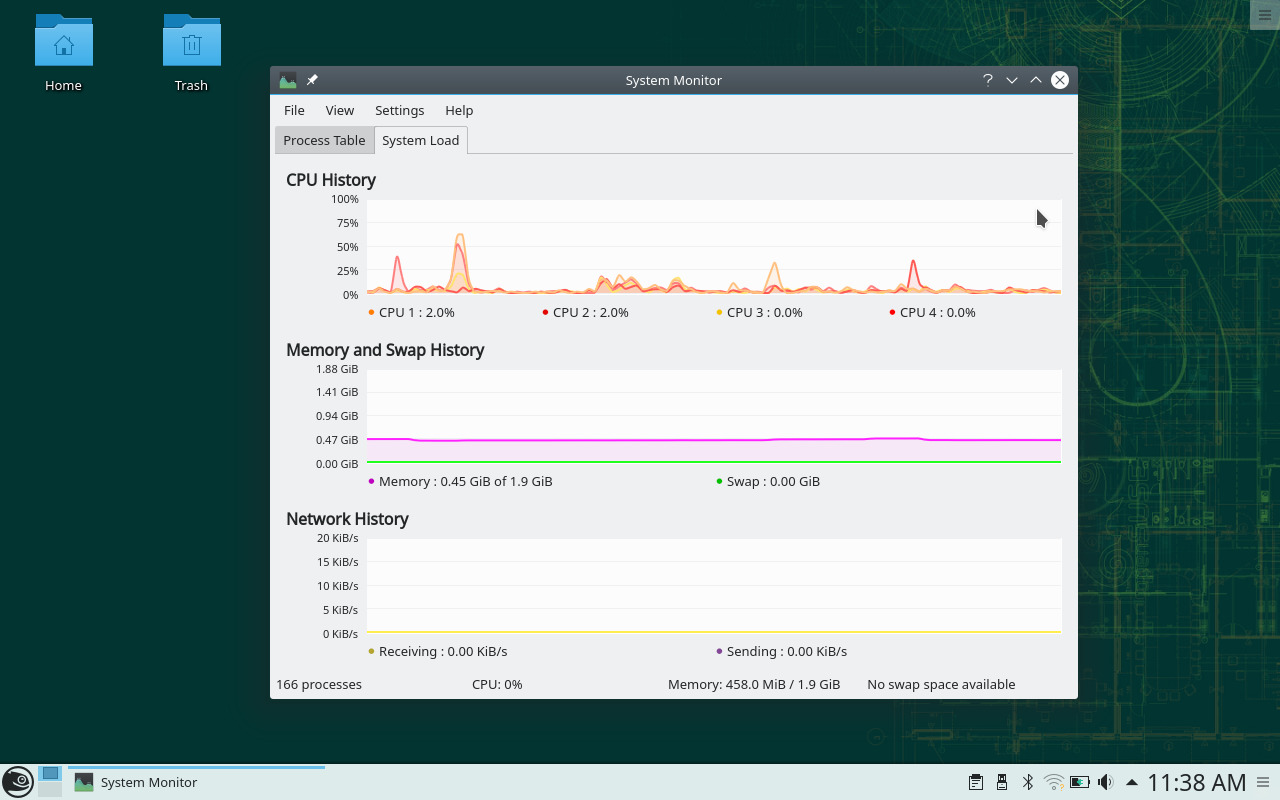 Home
Trash
System Monitor
File View Settings Help
Process Table System Load
CPU History
100%
75%
50%
25%
0%
CPU 1 : 2.0% CPU 2 : 2.0% CPU 3 : 0.0% CPU 4 : 0.0%
Memory and Swap History
1.88 GiB
1.41 GiB
0.94 GiB
0.47 GiB
0.00 GiB
Memory : 0.45 GiB of 1.9 GiB Swap : 0.00 GiB
Network History
20 KiB/s
15 KiB/s
10 KiB/s
5 KiB/s
0 KiB/s
Receiving : 0.00 KiB/s Sending : 0.00 KiB/s
166 processes CPU: 0% Memory: 458.0 MiB / 1.9 GiB No swap space available
System Monitor 11:38 AM